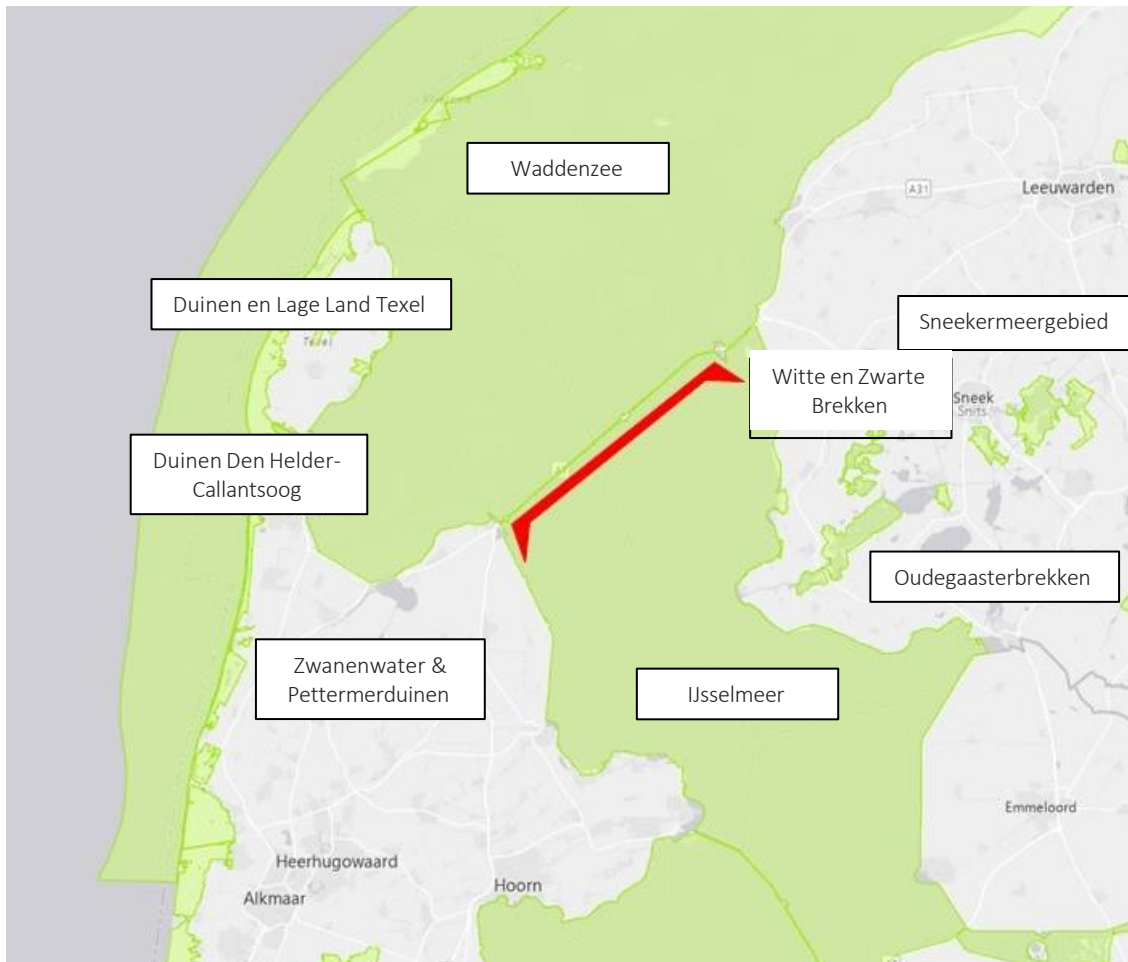 Waddenzee
A31
Leeuwarden
Duinen en Lage Land Texel
Sneekermeergebied
Texel
Witte en Zwarte
Brekken
Sneek
Snits
Duinen Den Helder-
Callantsoog
Oudegaasterbrekken
Zwanenwater &
Pettermerduinen
IJsselmeer
Emmeloord
Heerhugowaard
Hoorn
Alkmaar